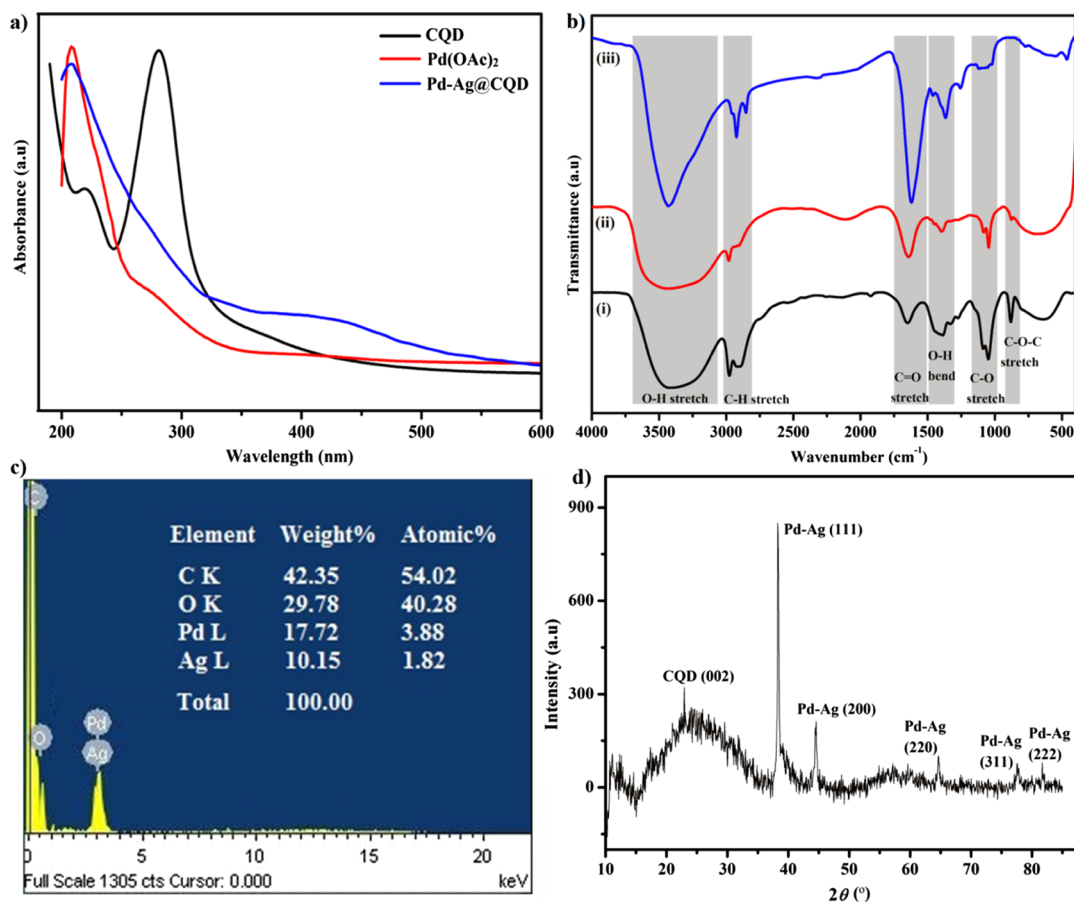 a)
CQD
Pd(OAc)₂
Pd-Ag@CQD
Absorbance (a.u)
200
300
400
500
600
Wavelength (nm)
b)
(iii)
(ii)
(i)
O-H stretch
C-H stretch
C=O
stretch
O-H
bend
C-O
stretch
C-O-C
stretch
Transmittance (a.u)
4000
3500
3000
2500
2000
1500
1000
Wavenumber (cm⁻¹)
c)
C
O
Pd
Ag
Element Weight% Atomic%
C K 42.35 54.02
O K 29.78 40.28
Pd L 17.72 3.88
Ag L 10.15 1.82
Total 100.00
0
5
10
15
20
Full Scale 1305 cts Cursor: 0.000
keV
d)
900
600
300
0
Intensity (a.u)
CQD (002)
Pd-Ag (111)
Pd-Ag (200)
Pd-Ag
(220)
Pd-Ag
(311)
Pd-Ag
(222)
10
20
30
40
50
60
70
80
2θ (°)